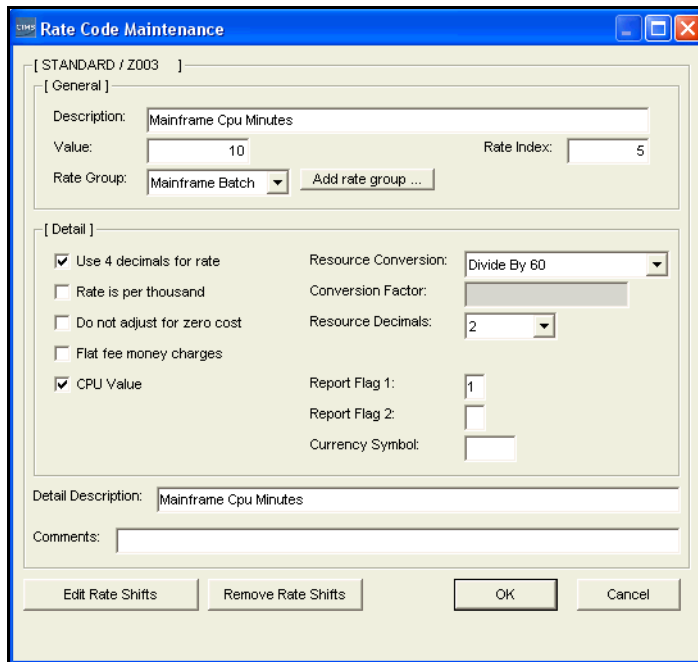 CIMS Rate Code Maintenance
[ STANDARD / Z003 ]
[ General ]
Description: Mainframe Cpu Minutes
Value: 10 Rate Index: 5
Rate Group: Mainframe Batch Add rate group ...
[ Detail ]
Use 4 decimals for rate Resource Conversion: Divide By 60
Rate is per thousand Conversion Factor:
Do not adjust for zero cost Resource Decimals: 2
Flat fee money charges
CPU Value Report Flag 1: 1
Report Flag 2:
Currency Symbol:
Detail Description: Mainframe Cpu Minutes
Comments:
Edit Rate Shifts Remove Rate Shifts OK Cancel